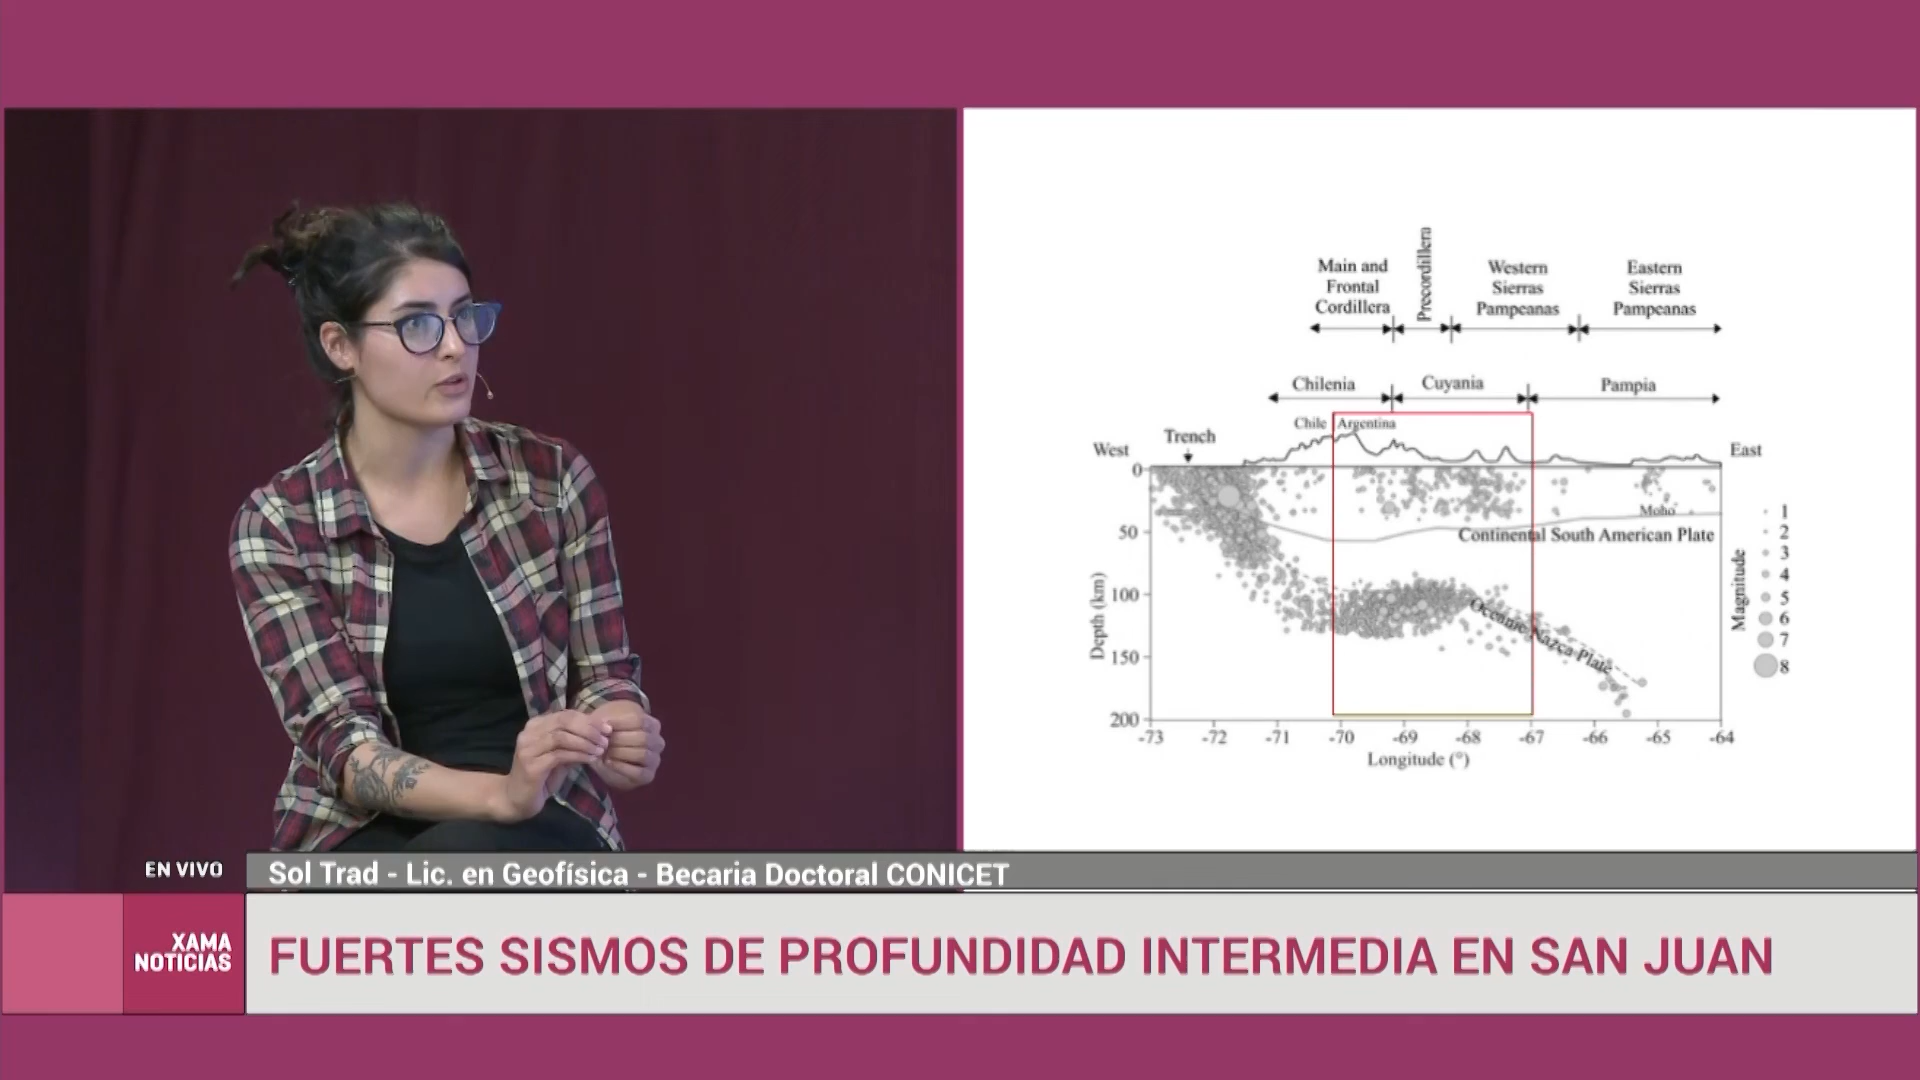 Main and
Frontal
Cordillera
Precordillera
Western
Sierras
Pampeanas
Eastern
Sierras
Pampeanas
Chilenia
Cuyania
Pampia
Chile
Argentina
West
Trench
East
0
50
100
150
200
Depth (km)
Moho
Continental South American Plate
Oceanic Nazca Plate
Magnitude
1
2
3
4
5
6
7
8
-73 -72 -71 -70 -69 -68 -67 -66 -65 -64
Longitude (°)
EN VIVO
Sol Trad - Lic. en Geofísica - Becaria Doctoral CONICET
XAMA
NOTICIAS
FUERTES SISMOS DE PROFUNDIDAD INTERMEDIA EN SAN JUAN